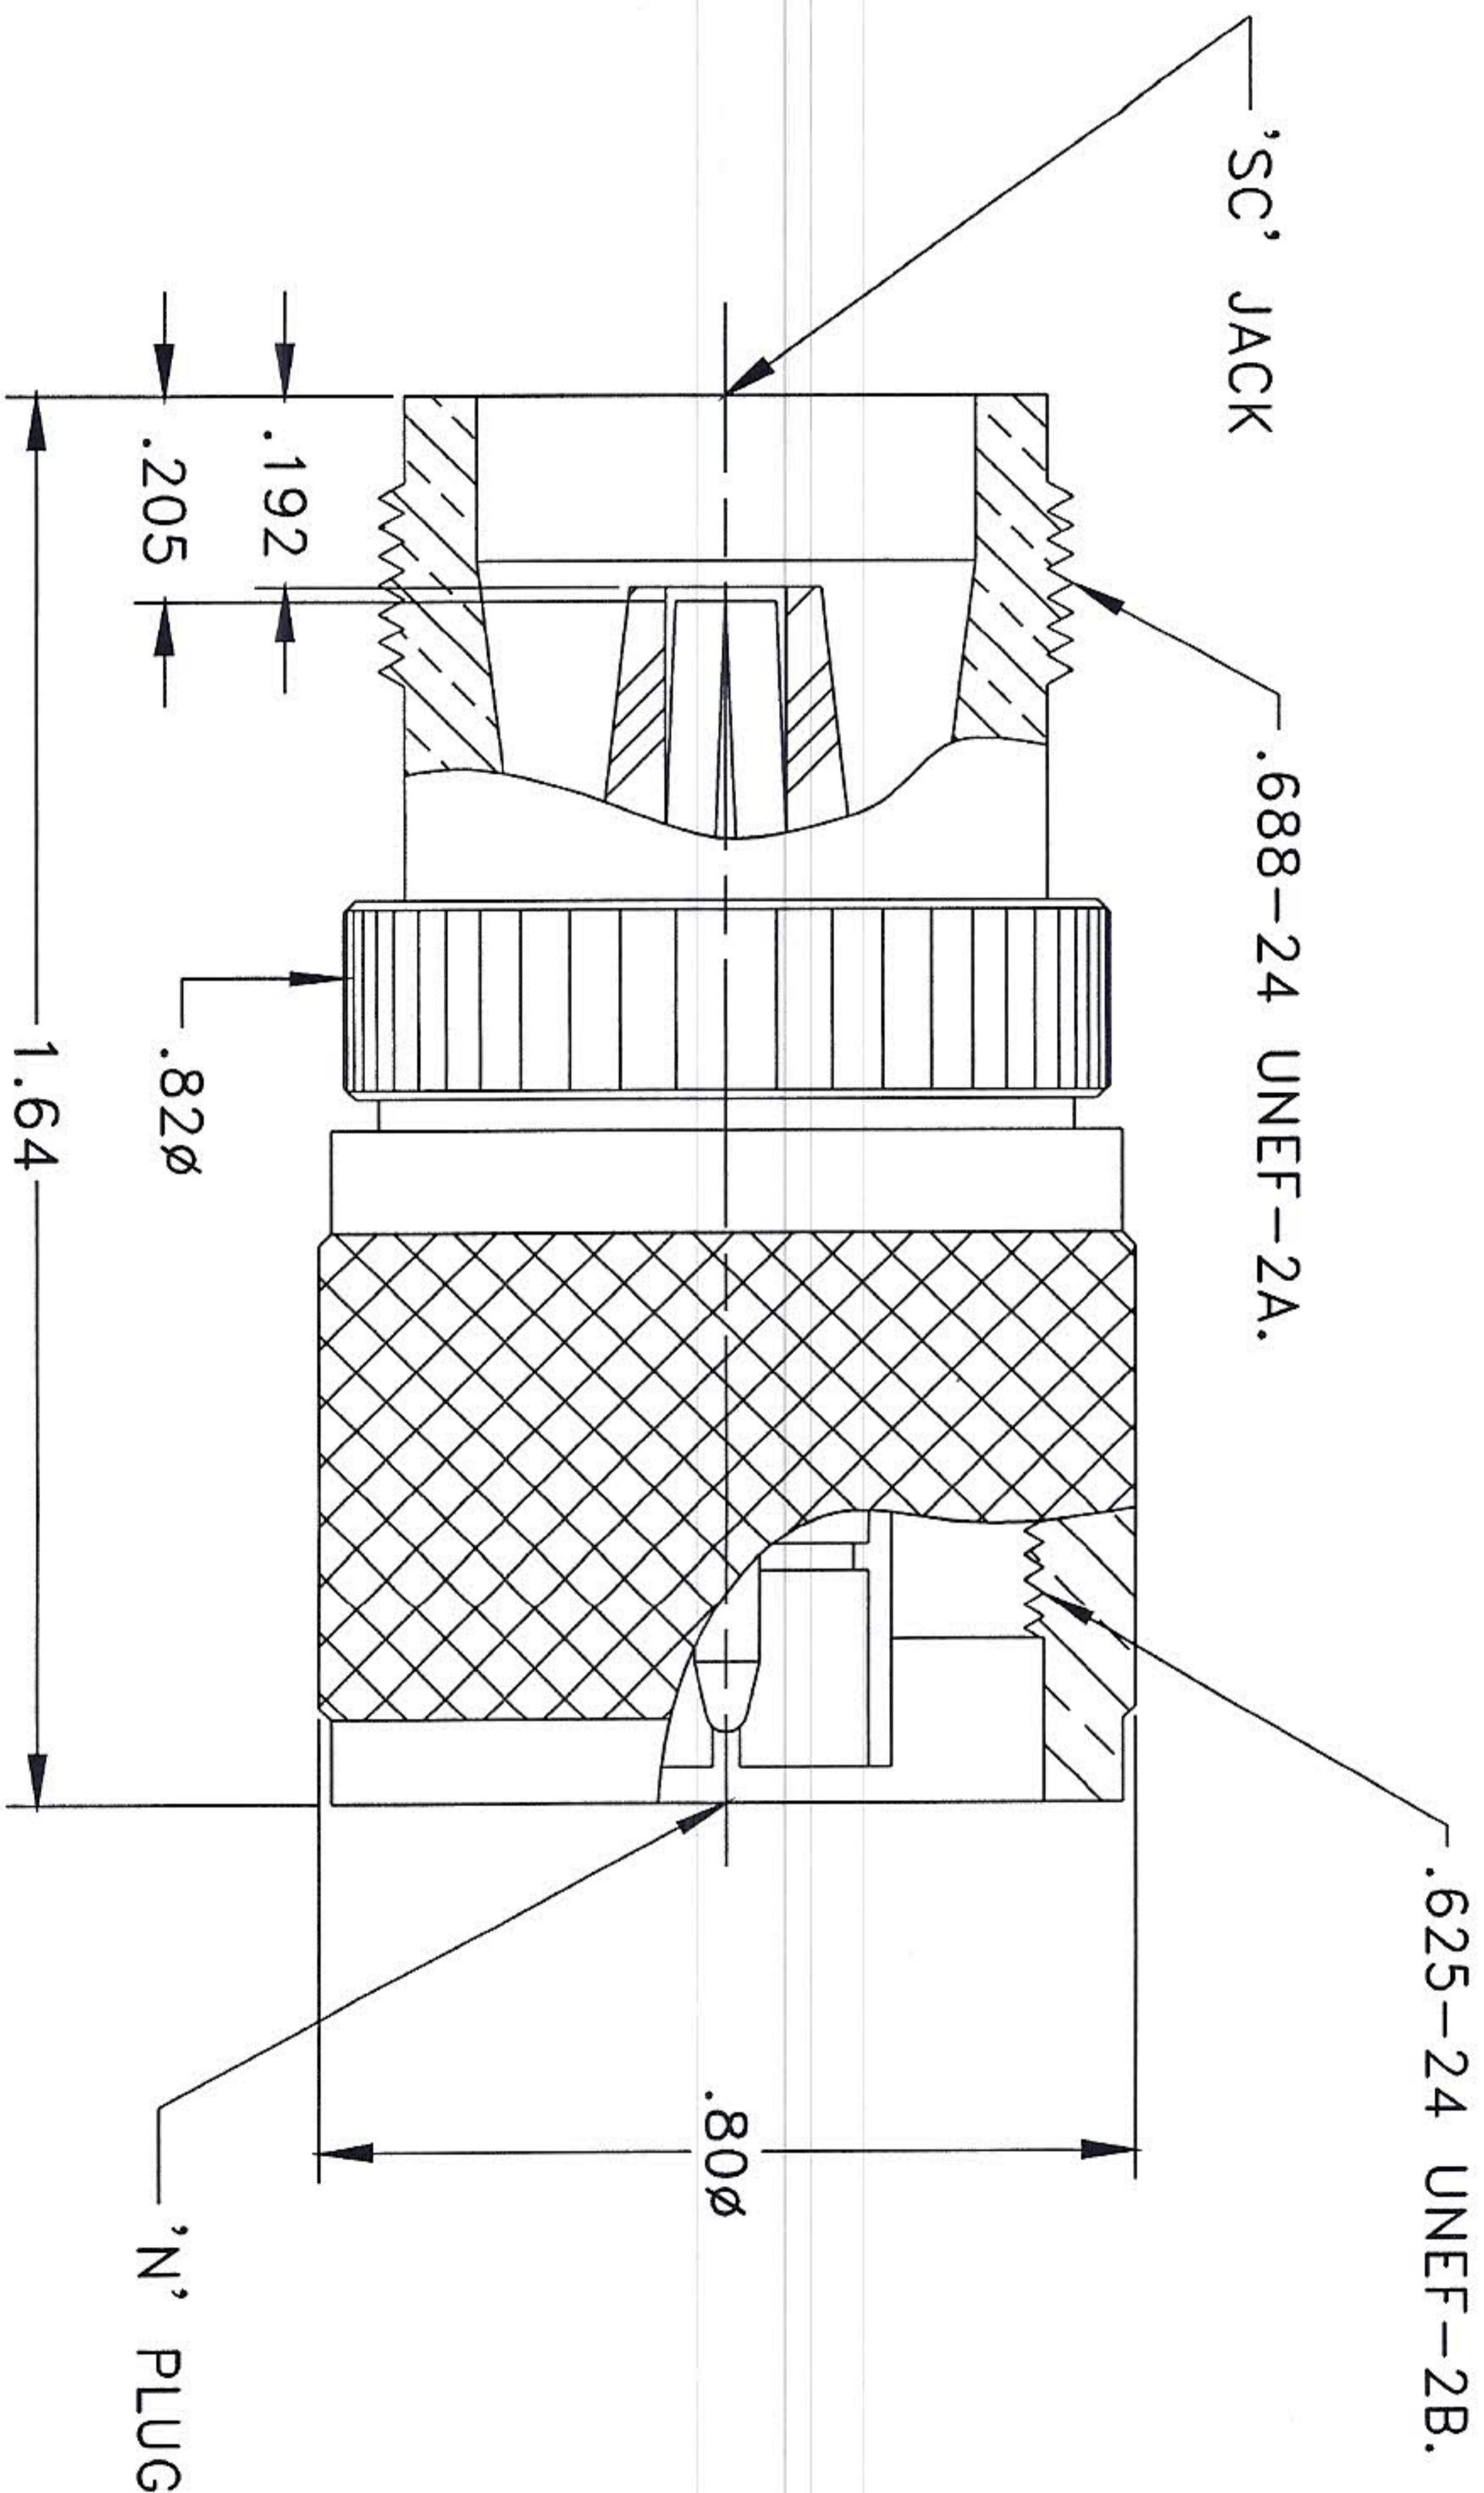 .625-24 UNEF-2B.
.688-24 UNEF-2A.
'SC' JACK
.80ø
.192
.205
.82ø
'N' PLUG
1.64